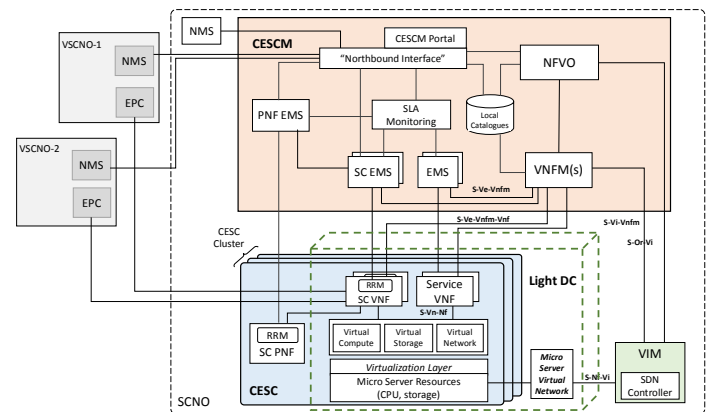 VSCNO-1
NMS
EPC
VSCNO-2
NMS
EPC
NMS
CESCM
CESCM Portal
"Northbound Interface"
NFVO
PNF EMS
SLA
Monitoring
Local
Catalogues
SC EMS
EMS
VNFM(s)
S-Ve-Vnfm
S-Ve-Vnfm-Vnf
S-Vi-Vnfm
S-Or-Vi
CESC
Cluster
Light DC
RRM
SC VNF
Service
VNF
S-Vn-Nf
RRM
SC PNF
Virtual
Compute
Virtual
Storage
Virtual
Network
Virtualization Layer
Micro Server Resources
(CPU, storage)
CESC
Micro
Server
Virtual
Network
S-Nf-Vi
VIM
SDN
Controller
SCNO